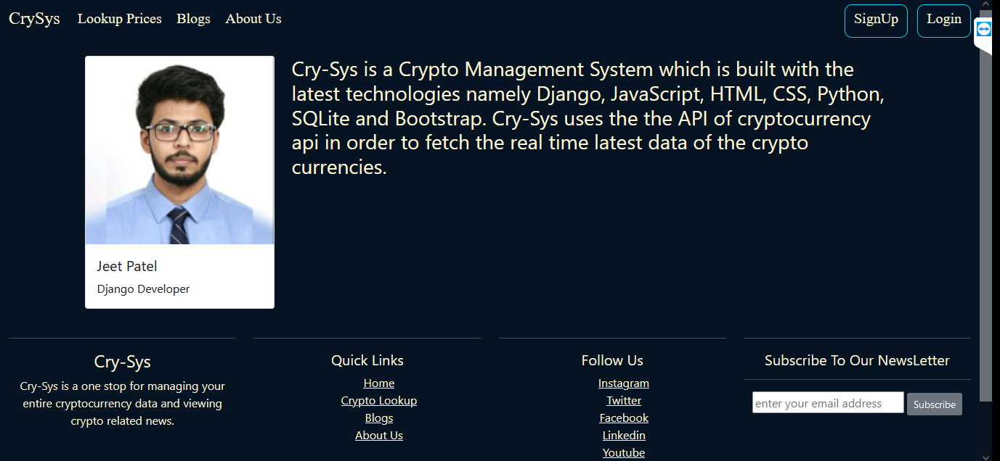 CrySys Lookup Prices Blogs About Us SignUp Login
Cry-Sys is a Crypto Management System which is built with the
latest technologies namely Django, JavaScript, HTML, CSS, Python,
SQLite and Bootstrap. Cry-Sys uses the the API of cryptocurrency
api in order to fetch the real time latest data of the crypto
currencies.
Jeet Patel
Django Developer
Cry-Sys
Cry-Sys is a one stop for managing your
entire cryptocurrency data and viewing
crypto related news.
Quick Links
Home
Crypto Lookup
Blogs
About Us
Follow Us
Instagram
Twitter
Facebook
Linkedin
Youtube
Subscribe To Our NewsLetter
enter your email address Subscribe